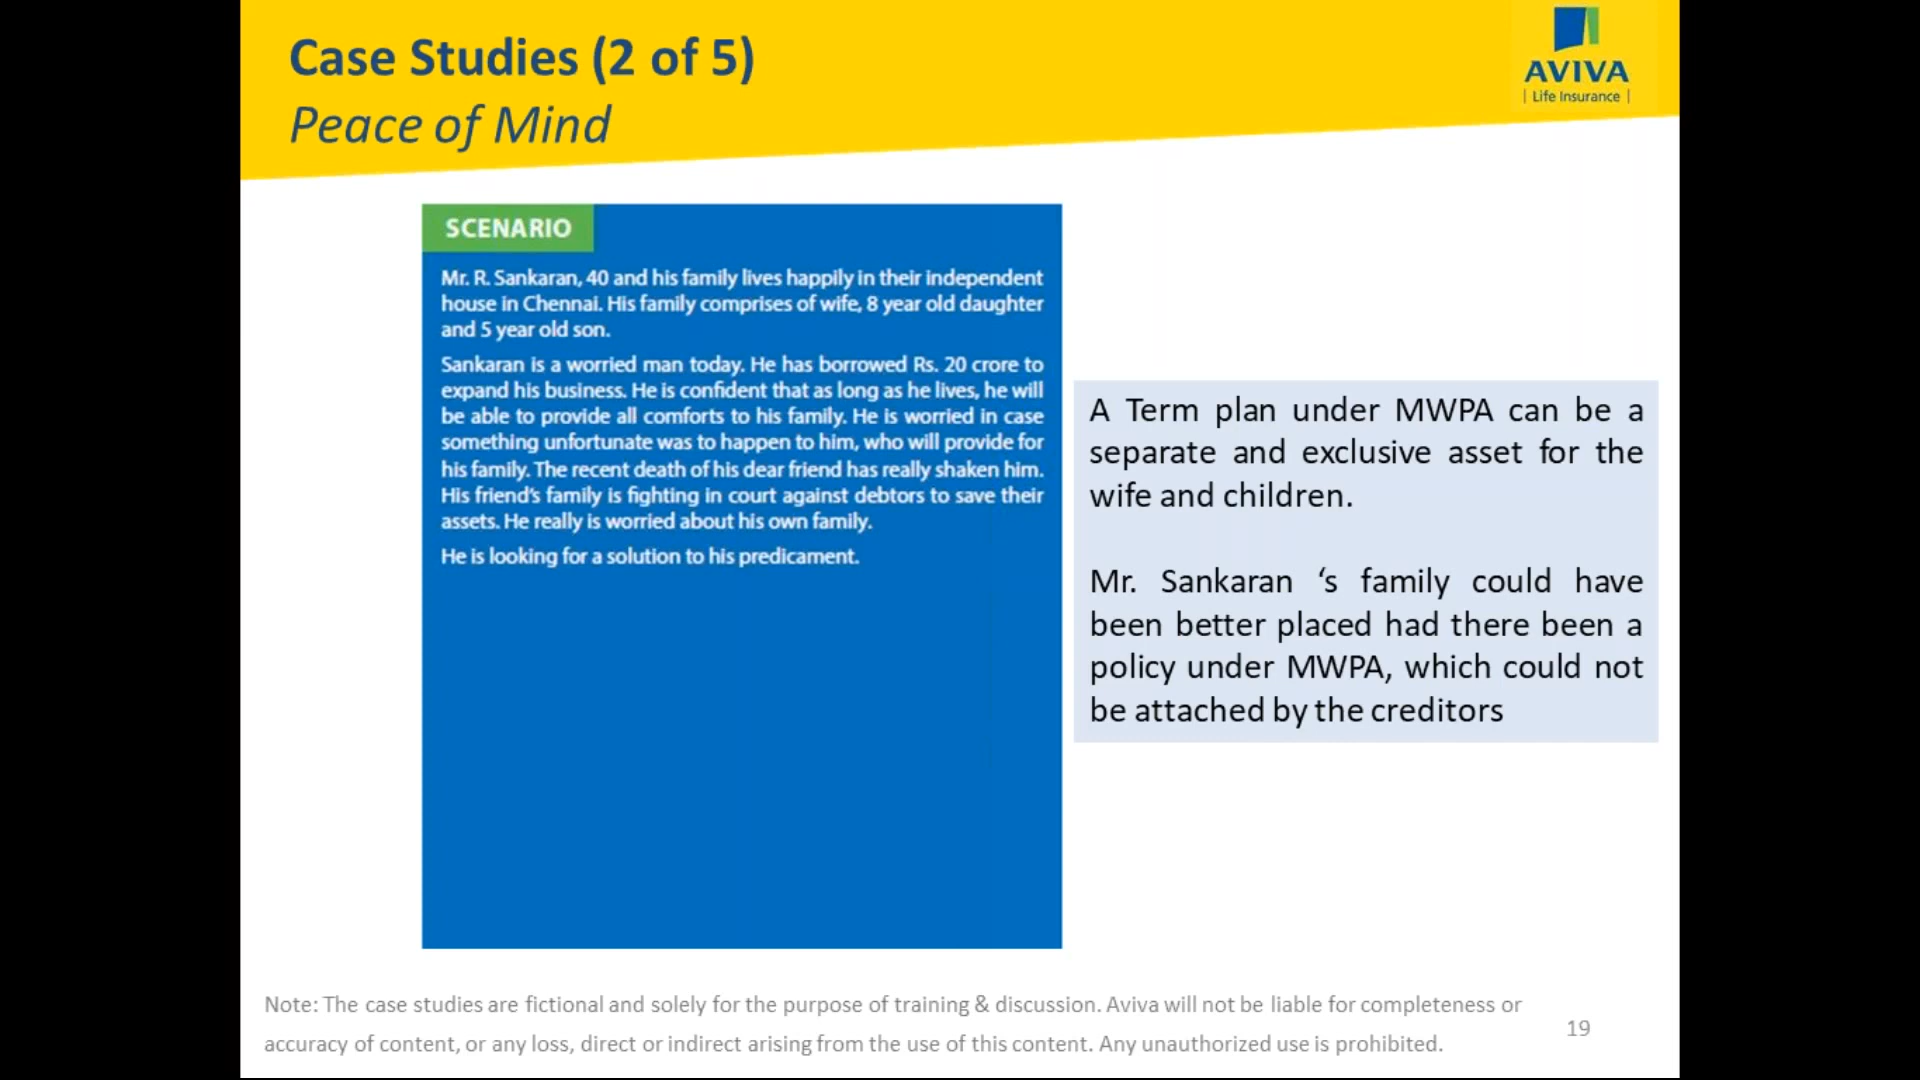 Case Studies (2 of 5)
Peace of Mind
AVIVA
| Life Insurance |
SCENARIO
Mr. R. Sankaran, 40 and his family lives happily in their independent
house in Chennai. His family comprises of wife, 8 year old daughter
and 5 year old son.
Sankaran is a worried man today. He has borrowed Rs. 20 crore to
expand his business. He is confident that as long as he lives, he will
be able to provide all comforts to his family. He is worried in case
something unfortunate was to happen to him, who will provide for
his family. The recent death of his dear friend has really shaken him.
His friend's family is fighting in court against debtors to save their
assets. He really is worried about his own family.
He is looking for a solution to his predicament.
A Term plan under MWPA can be a
separate and exclusive asset for the
wife and children.
Mr. Sankaran ‘s family could have
been better placed had there been a
policy under MWPA, which could not
be attached by the creditors
Note: The case studies are fictional and solely for the purpose of training & discussion. Aviva will not be liable for completeness or
accuracy of content, or any loss, direct or indirect arising from the use of this content. Any unauthorized use is prohibited.
19